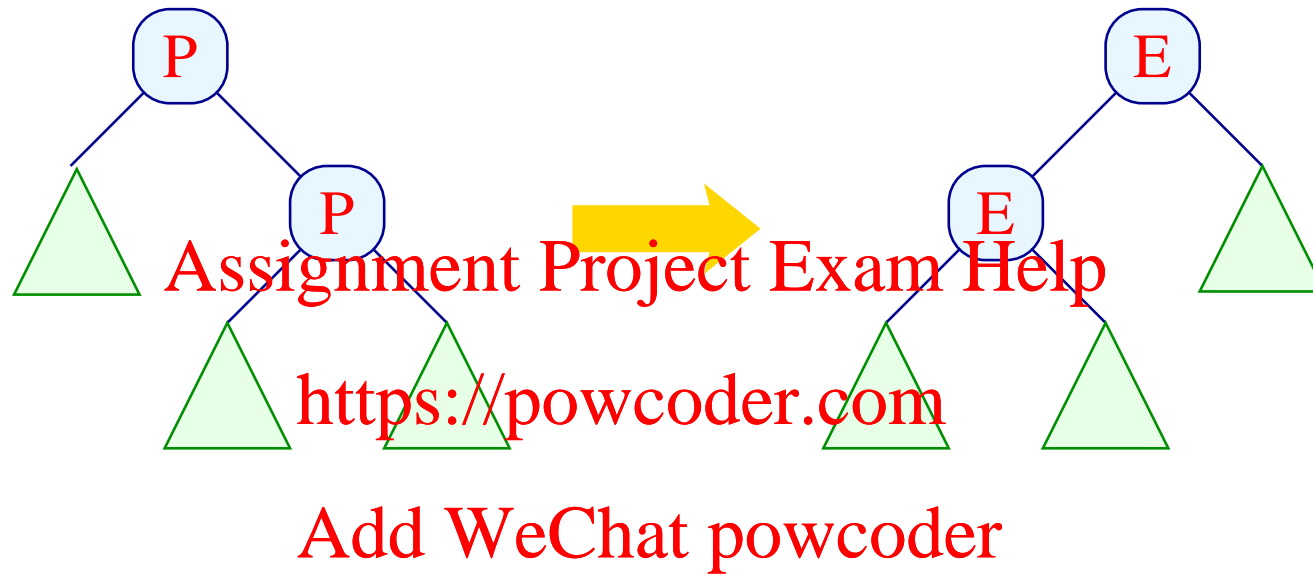 P E
P E
Assignment Project Exam Help
https://powcoder.com
Add WeChat powcoder